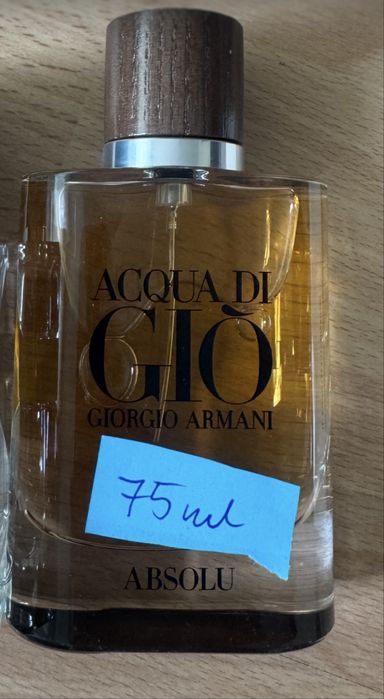 ACQUA DI
GIÒ
GIORGIO ARMANI
75 ml
ABSOLU